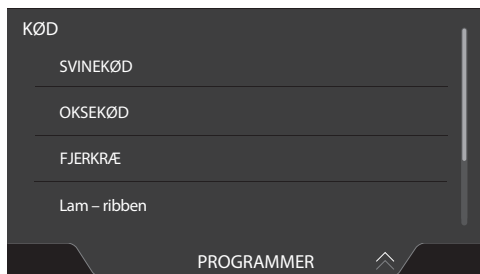 KØD
SVINEKØD
OKSEKØD
FJERKRÆ
Lam – ribben
PROGRAMMER